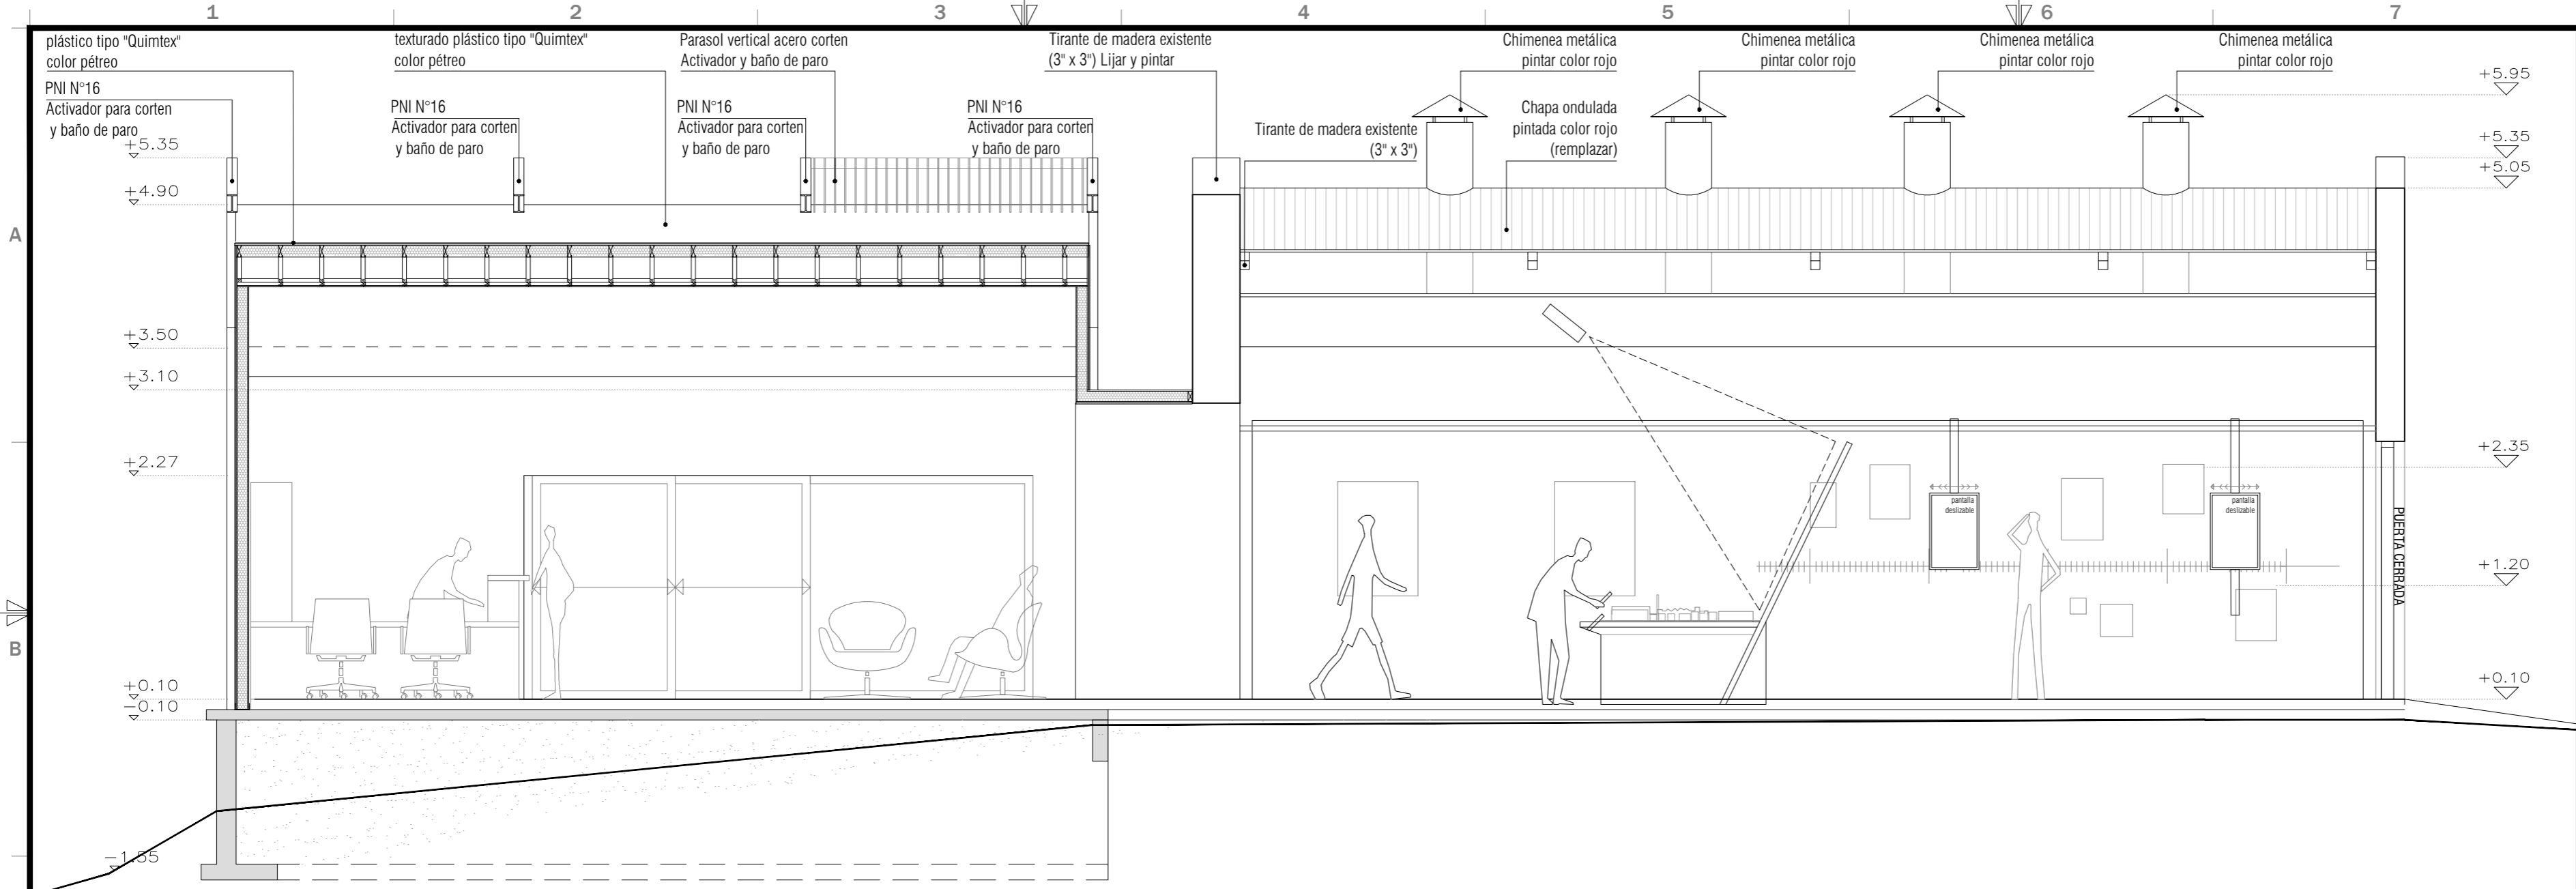 1 2 3 4 5 6 7
plástico tipo "Quimtex"
color pétreo
PNI N°16
Activador para corten
y baño de paro
texturado plástico tipo "Quimtex"
color pétreo
PNI N°16
Activador para corten
y baño de paro
Parasol vertical acero corten
Activador y baño de paro
PNI N°16
Activador para corten
y baño de paro
PNI N°16
Activador para corten
y baño de paro
Tirante de madera existente
(3" x 3") Lijar y pintar
Tirante de madera existente
(3" x 3")
Chimenea metálica
pintar color rojo
Chapa ondulada
pintada color rojo
(remplazar)
Chimenea metálica
pintar color rojo
Chimenea metálica
pintar color rojo
Chimenea metálica
pintar color rojo
A
B
+5.35
+4.90
+3.50
+3.10
+2.27
+0.10
-0.10
-1.55
pantalla
deslizable
pantalla
deslizable
PUERTA CERRADA
+5.95
+5.35
+5.05
+2.35
+1.20
+0.10